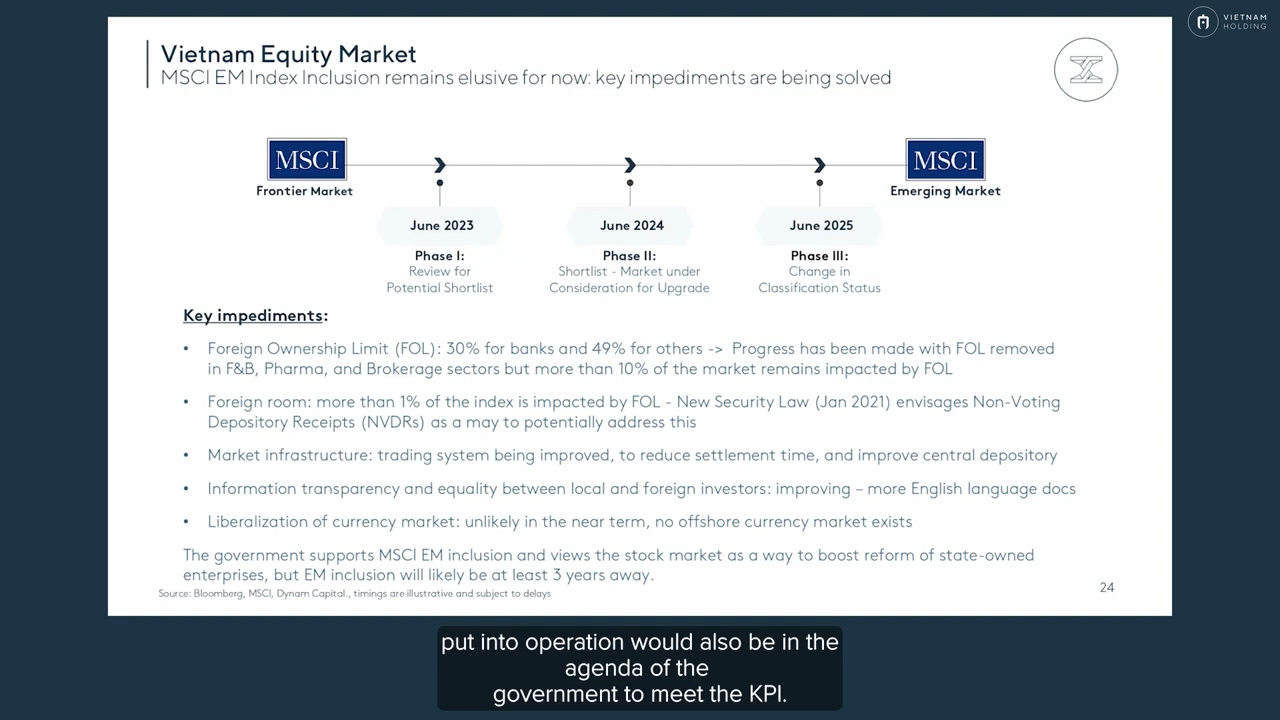 VIETNAM
HOLDING
Vietnam Equity Market
MSCI EM Index Inclusion remains elusive for now: key impediments are being solved
MSCI
MSCI
Frontier Market
Emerging Market
June 2023
June 2024
June 2025
Phase I:
Review for
Potential Shortlist
Phase II:
Shortlist - Market under
Consideration for Upgrade
Phase III:
Change in
Classification Status
Key impediments:
• Foreign Ownership Limit (FOL): 30% for banks and 49% for others -> Progress has been made with FOL removed
in F&B, Pharma, and Brokerage sectors but more than 10% of the market remains impacted by FOL
• Foreign room: more than 1% of the index is impacted by FOL - New Security Law (Jan 2021) envisages Non-Voting
Depository Receipts (NVDRs) as a may to potentially address this
• Market infrastructure: trading system being improved, to reduce settlement time, and improve central depository
• Information transparency and equality between local and foreign investors: improving – more English language docs
• Liberalization of currency market: unlikely in the near term, no offshore currency market exists
The government supports MSCI EM inclusion and views the stock market as a way to boost reform of state-owned
enterprises, but EM inclusion will likely be at least 3 years away.
Source: Bloomberg, MSCI, Dynam Capital., timings are illustrative and subject to delays
24
put into operation would also be in the
agenda of the
government to meet the KPI.